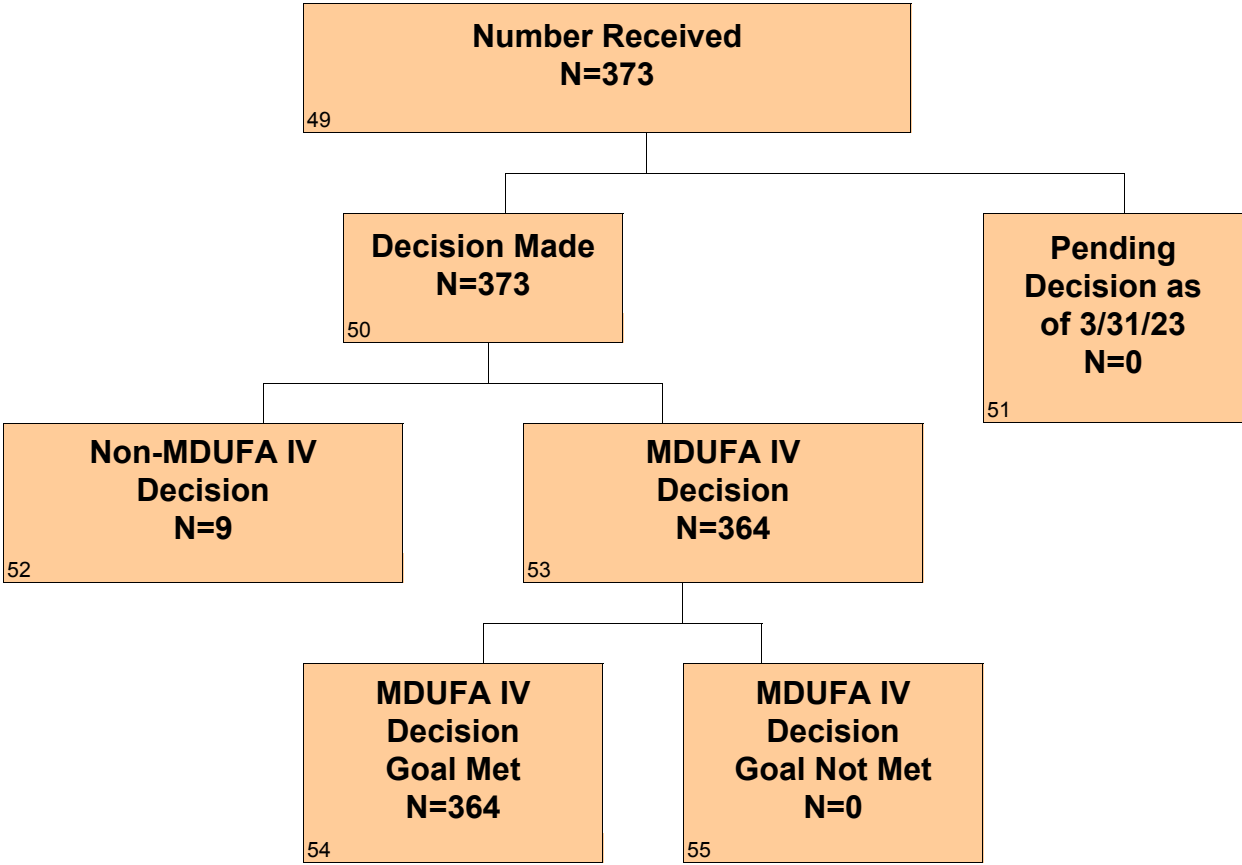 Number Received
N=373
49
Decision Made
N=373
50
Pending
Decision as
of 3/31/23
N=0
51
Non-MDUFA IV
Decision
N=9
52
MDUFA IV
Decision
N=364
53
MDUFA IV
Decision
Goal Met
N=364
54
MDUFA IV
Decision
Goal Not Met
N=0
55